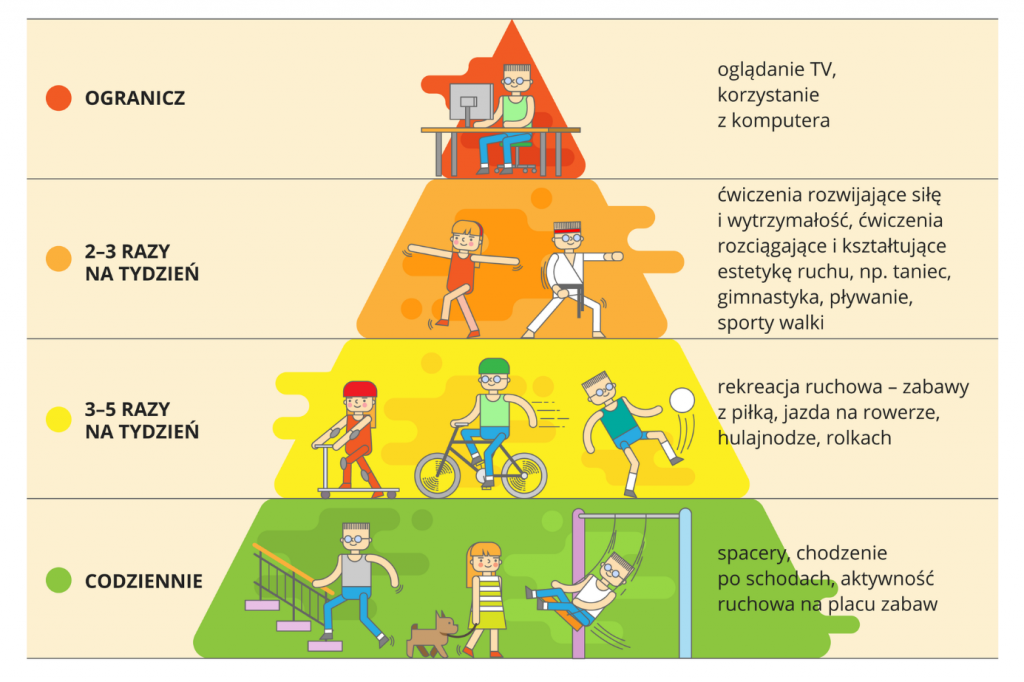 OGRANICZ
oglądanie TV,
korzystanie
z komputera
2–3 RAZY
NA TYDZIEŃ
ćwiczenia rozwijające siłę
i wytrzymałość, ćwiczenia
rozciągające i kształtujące
estetykę ruchu, np. taniec,
gimnastyka, pływanie,
sporty walki
3–5 RAZY
NA TYDZIEŃ
rekreacja ruchowa – zabawy
z piłką, jazda na rowerze,
hulajnodze, rolkach
CODZIENNIE
spacery, chodzenie
po schodach, aktywność
ruchowa na placu zabaw